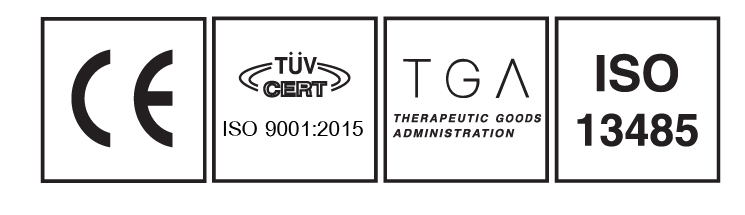 CE
TÜV
CERT
ISO 9001:2015
TGA
THERAPEUTIC GOODS
ADMINISTRATION
ISO
13485